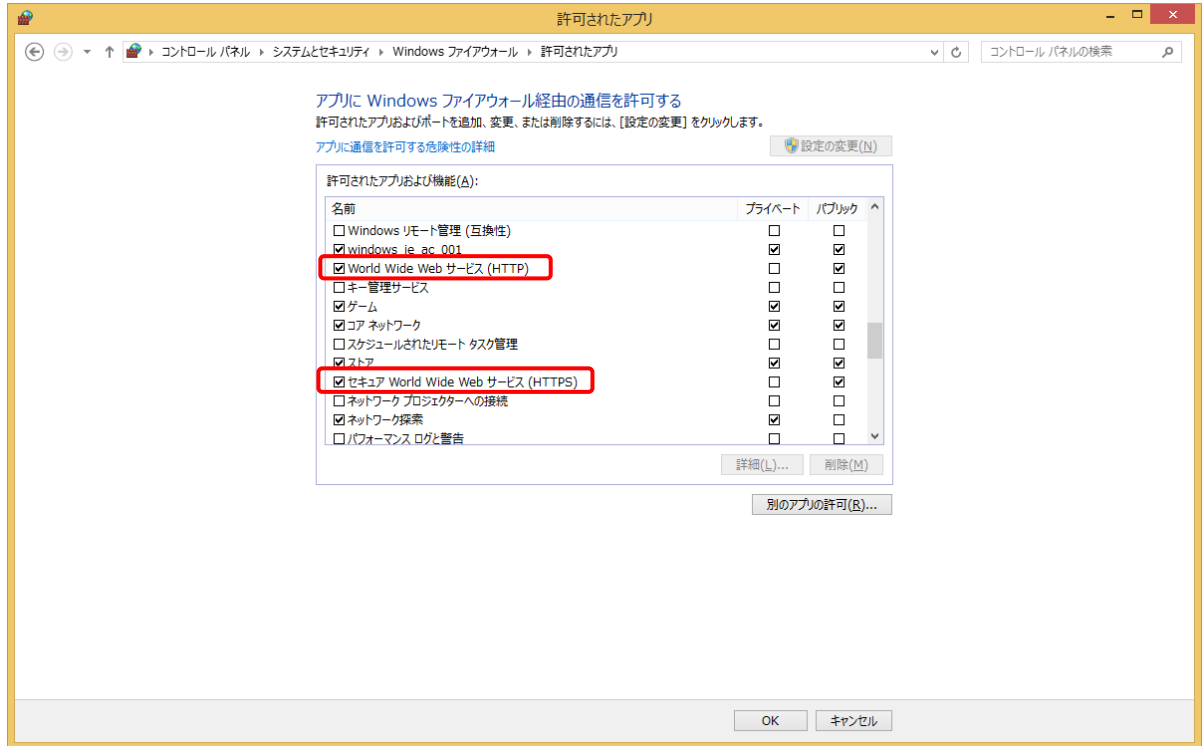 許可されたアプリ
コントロール パネル システムとセキュリティ Windows ファイアウォール 許可されたアプリ コントロール パネルの検索
アプリに Windows ファイアウォール経由の通信を許可する
許可されたアプリおよびポートを追加、変更、または削除するには、[設定の変更] をクリックします。
アプリに通信を許可する危険性の詳細 設定の変更(N)
許可されたアプリおよび機能(A):
名前 プライベート パブリック
Windows リモート管理 (互換性)
windows_ie_ac_001
World Wide Web サービス (HTTP)
キー管理サービス
ゲーム
コア ネットワーク
スケジュールされたリモート タスク管理
ストア
セキュア World Wide Web サービス (HTTPS)
ネットワーク プロジェクターへの接続
ネットワーク探索
パフォーマンス ログと警告
詳細(L)... 削除(M)
別のアプリの許可(R)...
OK キャンセル